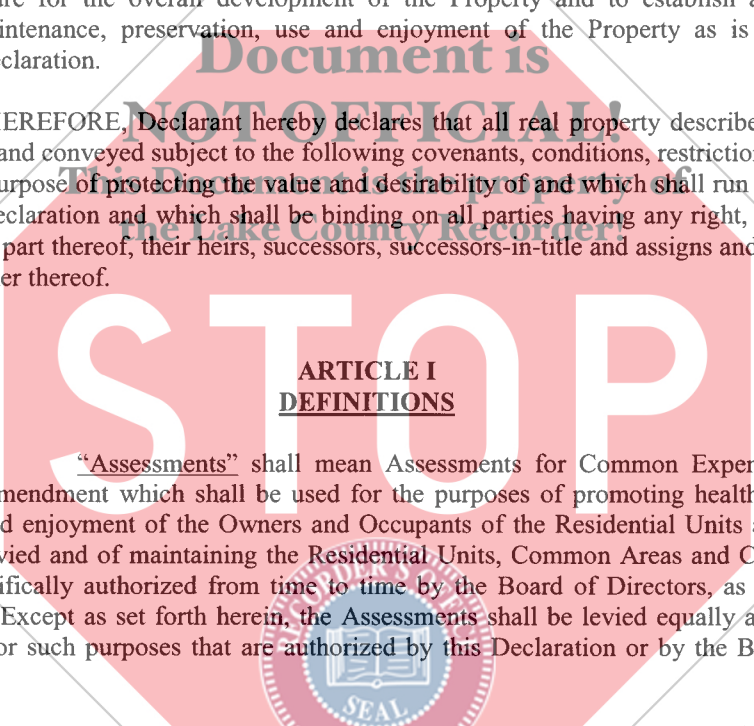 are for the overall development of the Property and to establish a
intenance, preservation, use and enjoyment of the Property as is
claration.
Document is
NOT OFFICIAL!
EREFORE, Declarant hereby declares that all real property describe
and conveyed subject to the following covenants, conditions, restriction
This Document is the property of
urpose of protecting the value and desirability of and which shall run
eclaration and which shall be binding on all parties having any right,
the Lake County Recorder!
part thereof, their heirs, successors, successors-in-title and assigns and
er thereof.
STOP
ARTICLE I
DEFINITIONS
“Assessments” shall mean Assessments for Common Expen
mendment which shall be used for the purposes of promoting health
d enjoyment of the Owners and Occupants of the Residential Units
vied and of maintaining the Residential Units, Common Areas and C
ifically authorized from time to time by the Board of Directors, as
Except as set forth herein, the Assessments shall be levied equally a
or such purposes that are authorized by this Declaration or by the B
SEAL